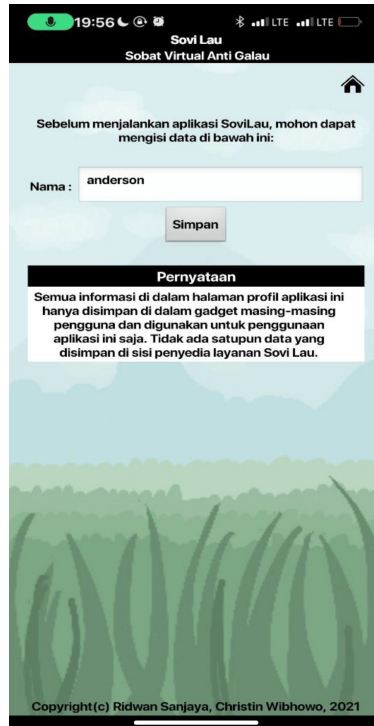 19:56 LTE LTE
Sovi Lau
Sobat Virtual Anti Galau
Sebelum menjalankan aplikasi SoviLau, mohon dapat
mengisi data di bawah ini:
Nama : anderson
Simpan
Pernyataan
Semua informasi di dalam halaman profil aplikasi ini
hanya disimpan di dalam gadget masing-masing
pengguna dan digunakan untuk penggunaan
aplikasi ini saja. Tidak ada satupun data yang
disimpan di sisi penyedia layanan Sovi Lau.
Copyright(c) Ridwan Sanjaya, Christin Wibhowo, 2021